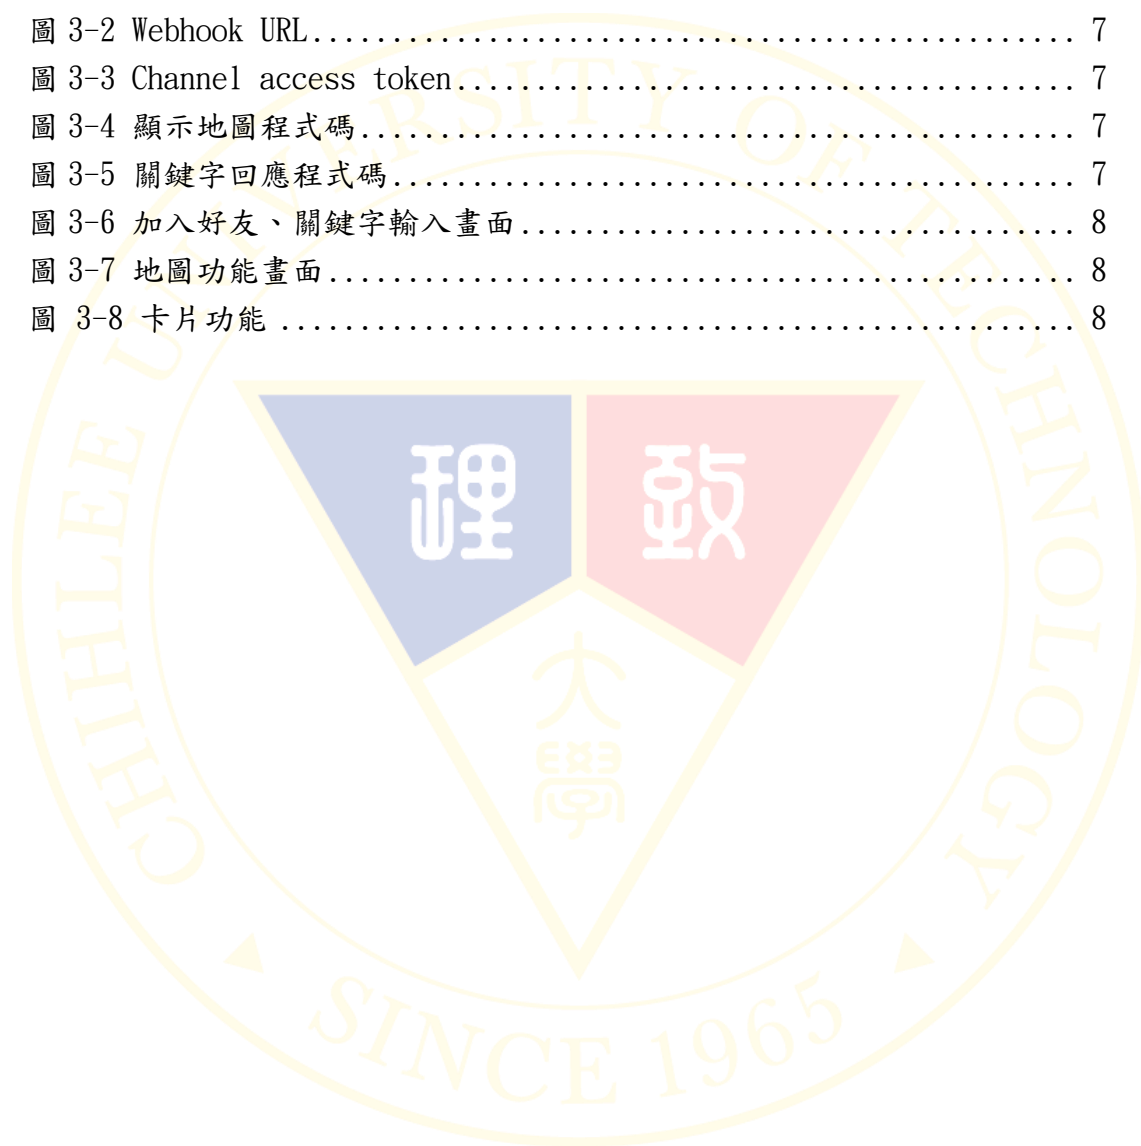 圖 3-2 Webhook URL................................................ 7
圖 3-3 Channel access token....................................... 7
圖 3-4 顯示地圖程式碼............................................. 7
圖 3-5 關鍵字回應程式碼........................................... 7
圖 3-6 加入好友、關鍵字輸入畫面................................... 8
圖 3-7 地圖功能畫面............................................... 8
圖 3-8 卡片功能 .................................................. 8
CHIHLEE UNIVERSITY OF TECHNOLOGY
理 致
大
學
SINCE 1965